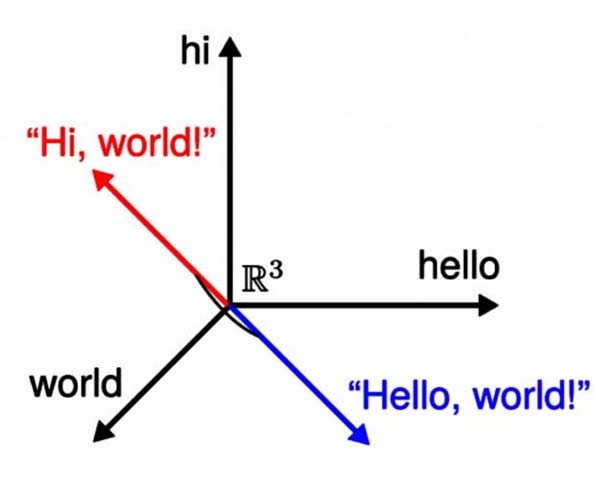 hi
“Hi, world!”
ℝ³
hello
world
“Hello, world!”